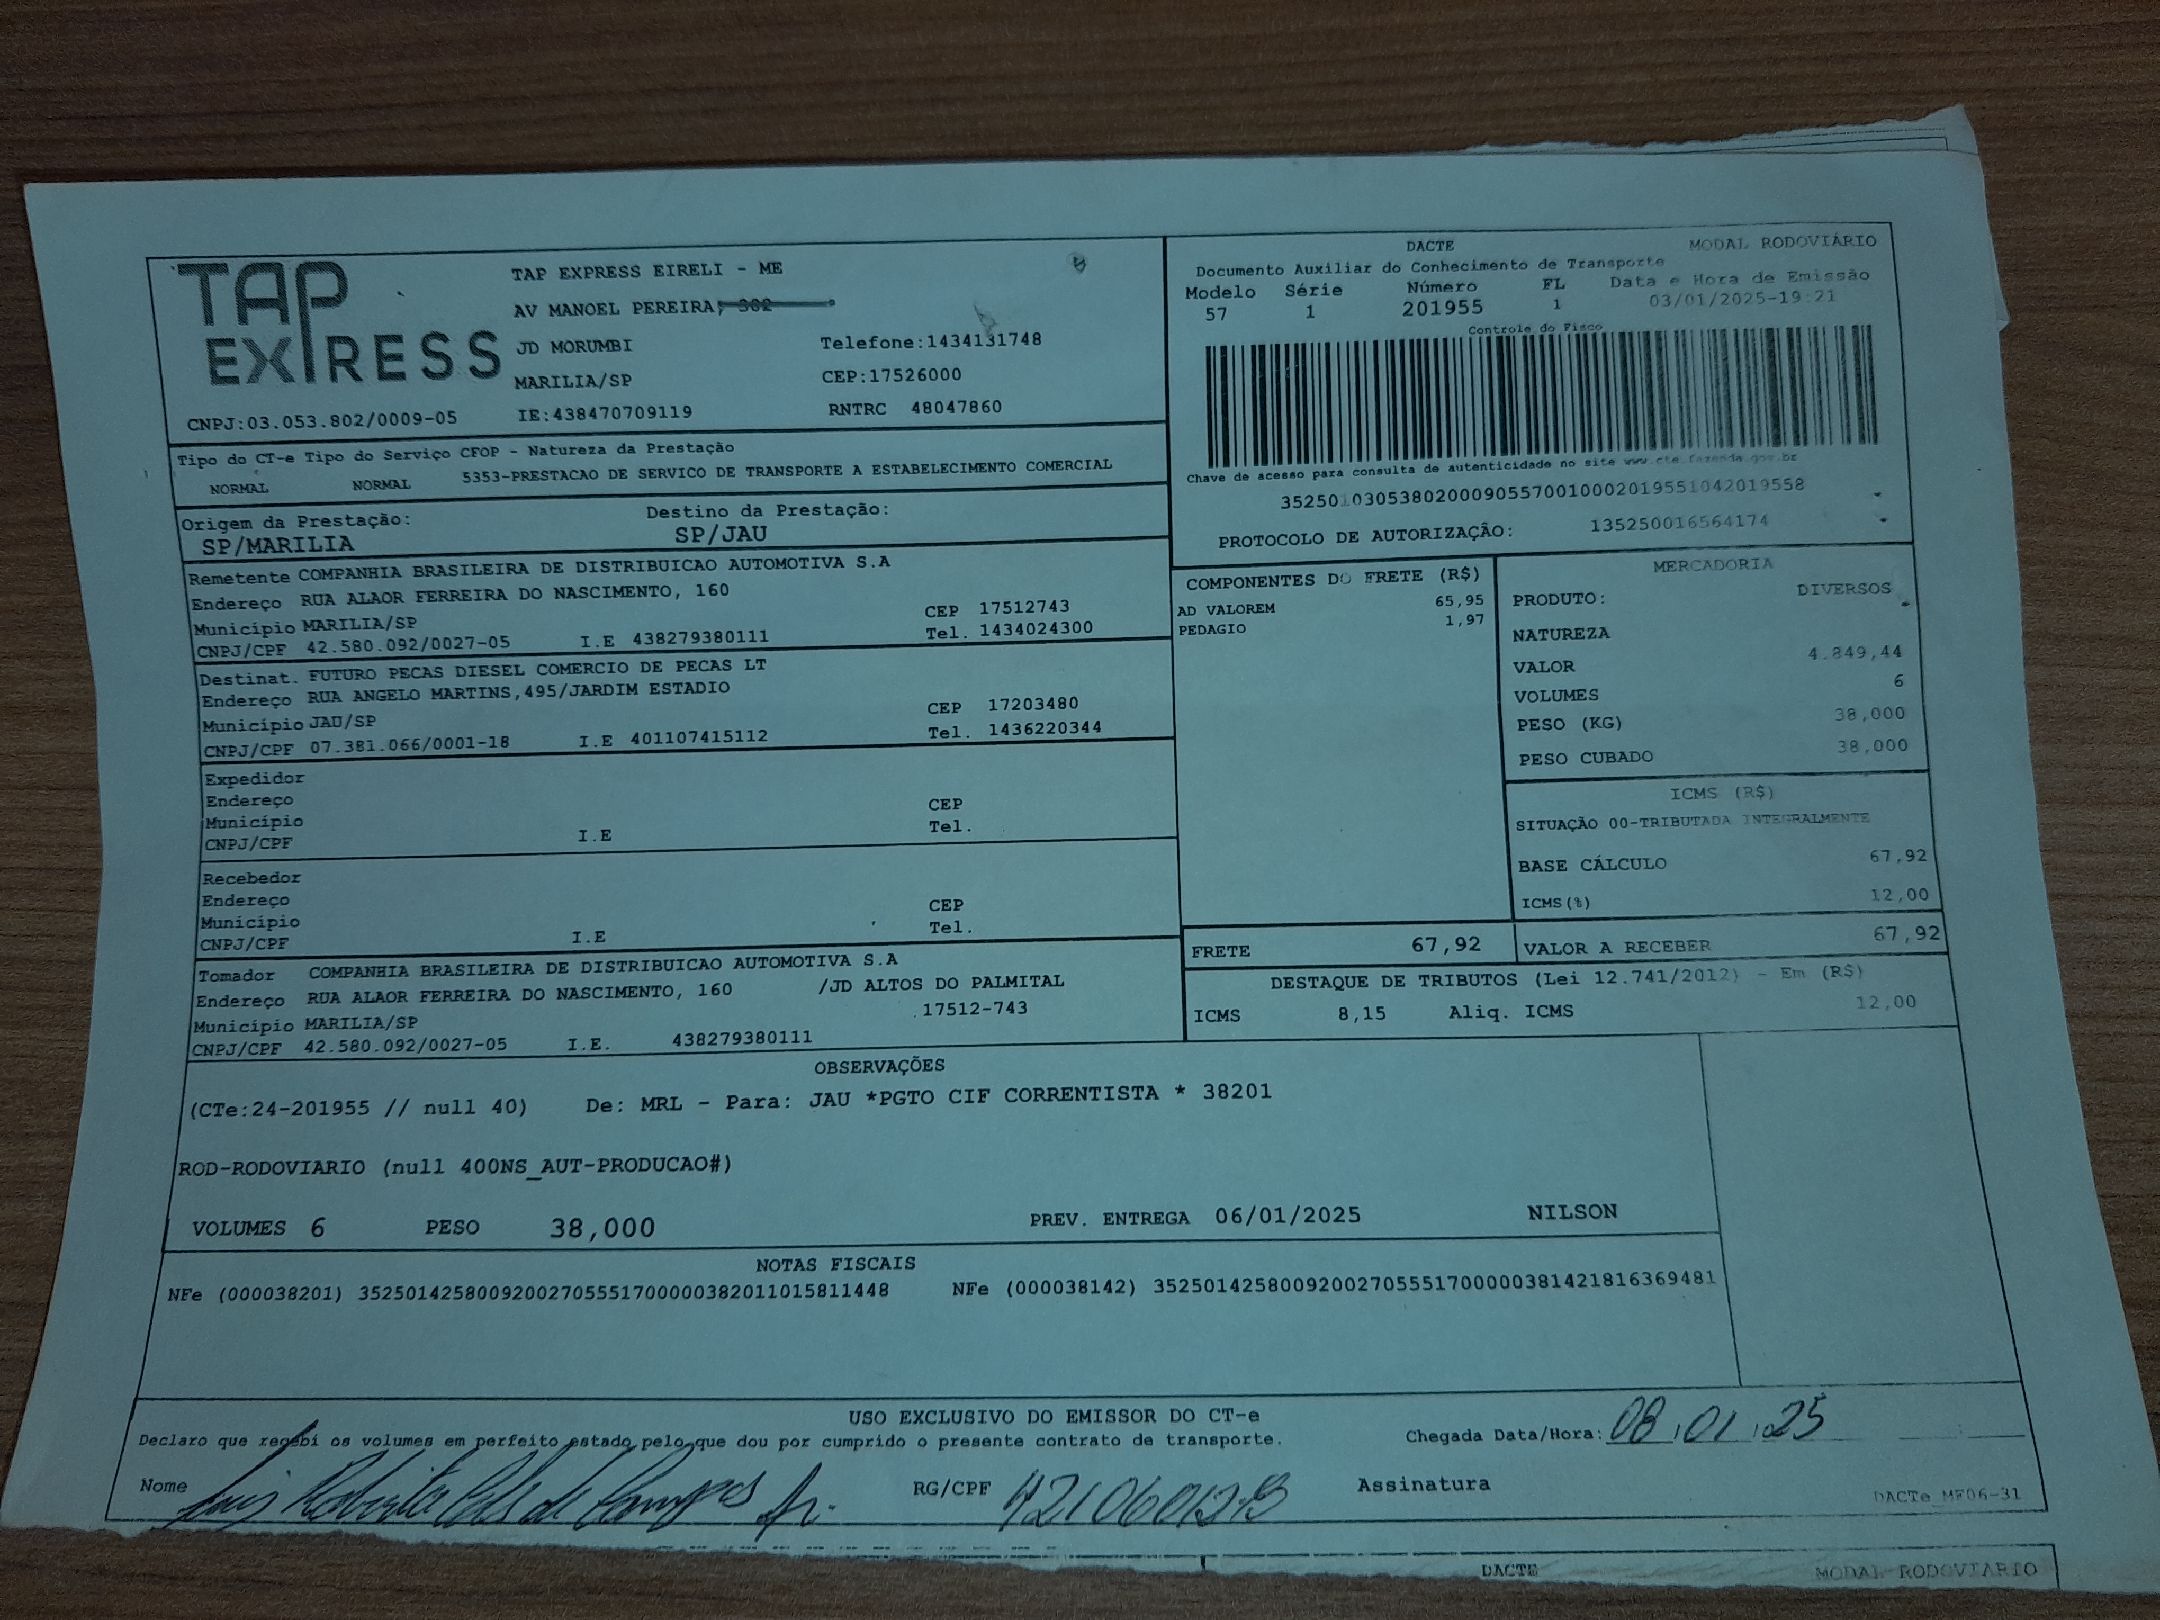 TAP
EXPRESS
TAP EXPRESS EIRELI - ME
AV MANOEL PEREIRA, 302
JD MORUMBI
Telefone:1434131748
MARILIA/SP
CEP:17526000
CNPJ:03.053.802/0009-05
IE:438470709119
RNTRC 48047860
DACTE
MODAL RODOVIÁRIO
Documento Auxiliar do Conhecimento de Transporte
Modelo Série Número FL Data e Hora de Emissão
57 1 201955 1 03/01/2025-19:21
Controle do Fisco
Chave de acesso para consulta de autenticidade no site www.cte.fazenda.gov.br
35250103053802000905570010002019551042019558
PROTOCOLO DE AUTORIZAÇÂO: 135250016564174
Tipo do CT-e Tipo do Serviço CFOP - Natureza da Prestação
NORMAL NORMAL 5353-PRESTACAO DE SERVICO DE TRANSPORTE A ESTABELECIMENTO COMERCIAL
Origem da Prestação: Destino da Prestação:
SP/MARILIA SP/JAU
Remetente COMPANHIA BRASILEIRA DE DISTRIBUICAO AUTOMOTIVA S.A
Endereço RUA ALAOR FERREIRA DO NASCIMENTO, 160
Município MARILIA/SP CEP 17512743
CNPJ/CPF 42.580.092/0027-05 I.E 438279380111 Tel. 1434024300
Destinat. FUTURO PECAS DIESEL COMERCIO DE PECAS LT
Endereço RUA ANGELO MARTINS,495/JARDIM ESTADIO
Município JAU/SP CEP 17203480
CNPJ/CPF 07.381.066/0001-18 I.E 401107415112 Tel. 1436220344
Expedidor
Endereço
Município CEP
CNPJ/CPF I.E Tel.
Recebedor
Endereço
Município CEP
CNPJ/CPF I.E Tel.
Tomador COMPANHIA BRASILEIRA DE DISTRIBUICAO AUTOMOTIVA S.A
Endereço RUA ALAOR FERREIRA DO NASCIMENTO, 160 /JD ALTOS DO PALMITAL
Município MARILIA/SP 17512-743
CNPJ/CPF 42.580.092/0027-05 I.E. 438279380111
COMPONENTES DO FRETE (R$)
AD VALOREM 65,95
PEDAGIO 1,97
MERCADORIA
PRODUTO: DIVERSOS
NATUREZA
VALOR 4.849,44
VOLUMES 6
PESO (KG) 38,000
PESO CUBADO 38,000
ICMS (R$)
SITUAÇÃO 00-TRIBUTADA INTEGRALMENTE
BASE CÁLCULO 67,92
ICMS(%) 12,00
FRETE 67,92 VALOR A RECEBER 67,92
DESTAQUE DE TRIBUTOS (Lei 12.741/2012) - Em (R$)
ICMS 8,15 Aliq. ICMS 12,00
OBSERVAÇÕES
(CTe:24-201955 // null 40) De: MRL - Para: JAU *PGTO CIF CORRENTISTA * 38201
ROD-RODOVIARIO (null 400NS_AUT-PRODUCAO#)
VOLUMES 6 PESO 38,000 PREV. ENTREGA 06/01/2025 NILSON
NOTAS FISCAIS
NFe (000038201) 35250142580092002705551700000382011015811448 NFe (000038142) 35250142580092002705551700000381421816369481
USO EXCLUSIVO DO EMISSOR DO CT-e
Declaro que recebi os volumes em perfeito estado pelo que dou por cumprido o presente contrato de transporte. Chegada Data/Hora: 08 01 25
Nome Luis Roberto de Campos Jr. RG/CPF Assinatura
DACTe_MF06-31
DACTE MODAL RODOVIÁRIO